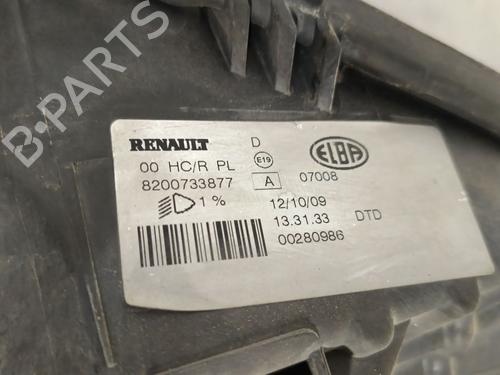 B-PARTS
RENAULT D E19 ELBA
00 HC/R PL
8200733877 A 07008
1 % 12/10/09
13.31.33 DTD
00280986